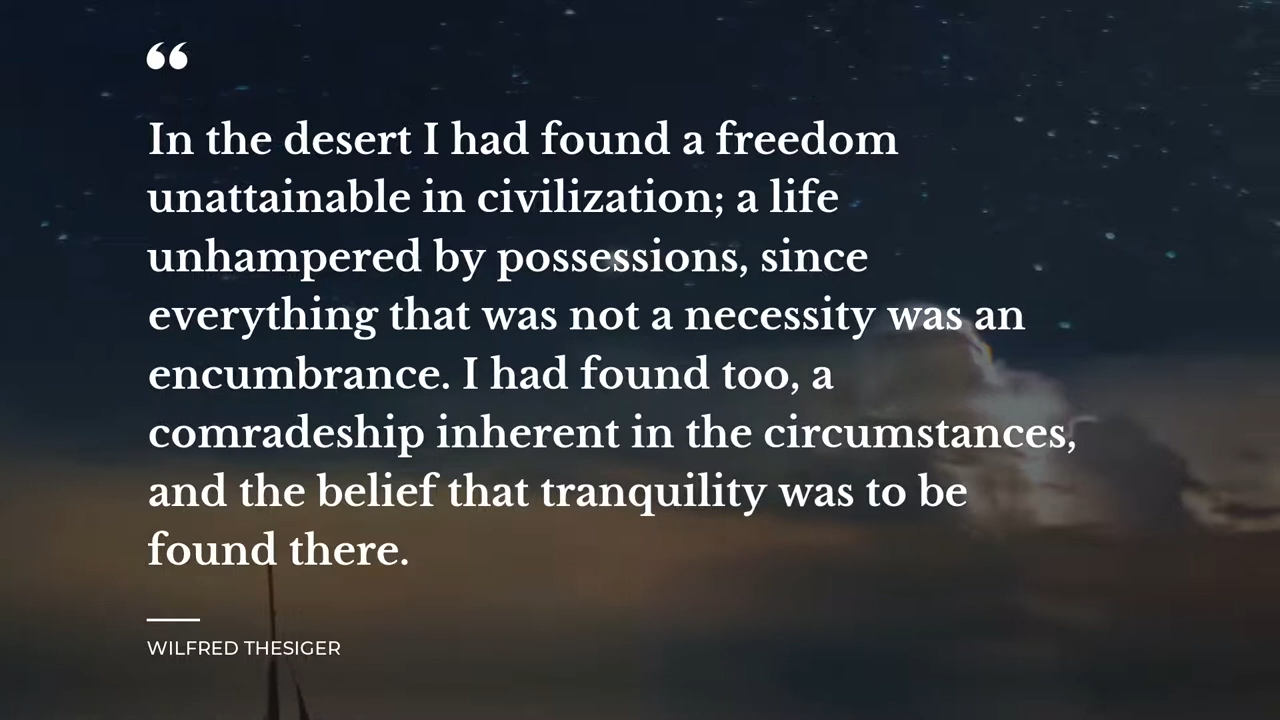 “
In the desert I had found a freedom
unattainable in civilization; a life
unhampered by possessions, since
everything that was not a necessity was an
encumbrance. I had found too, a
comradeship inherent in the circumstances,
and the belief that tranquility was to be
found there.
WILFRED THESIGER